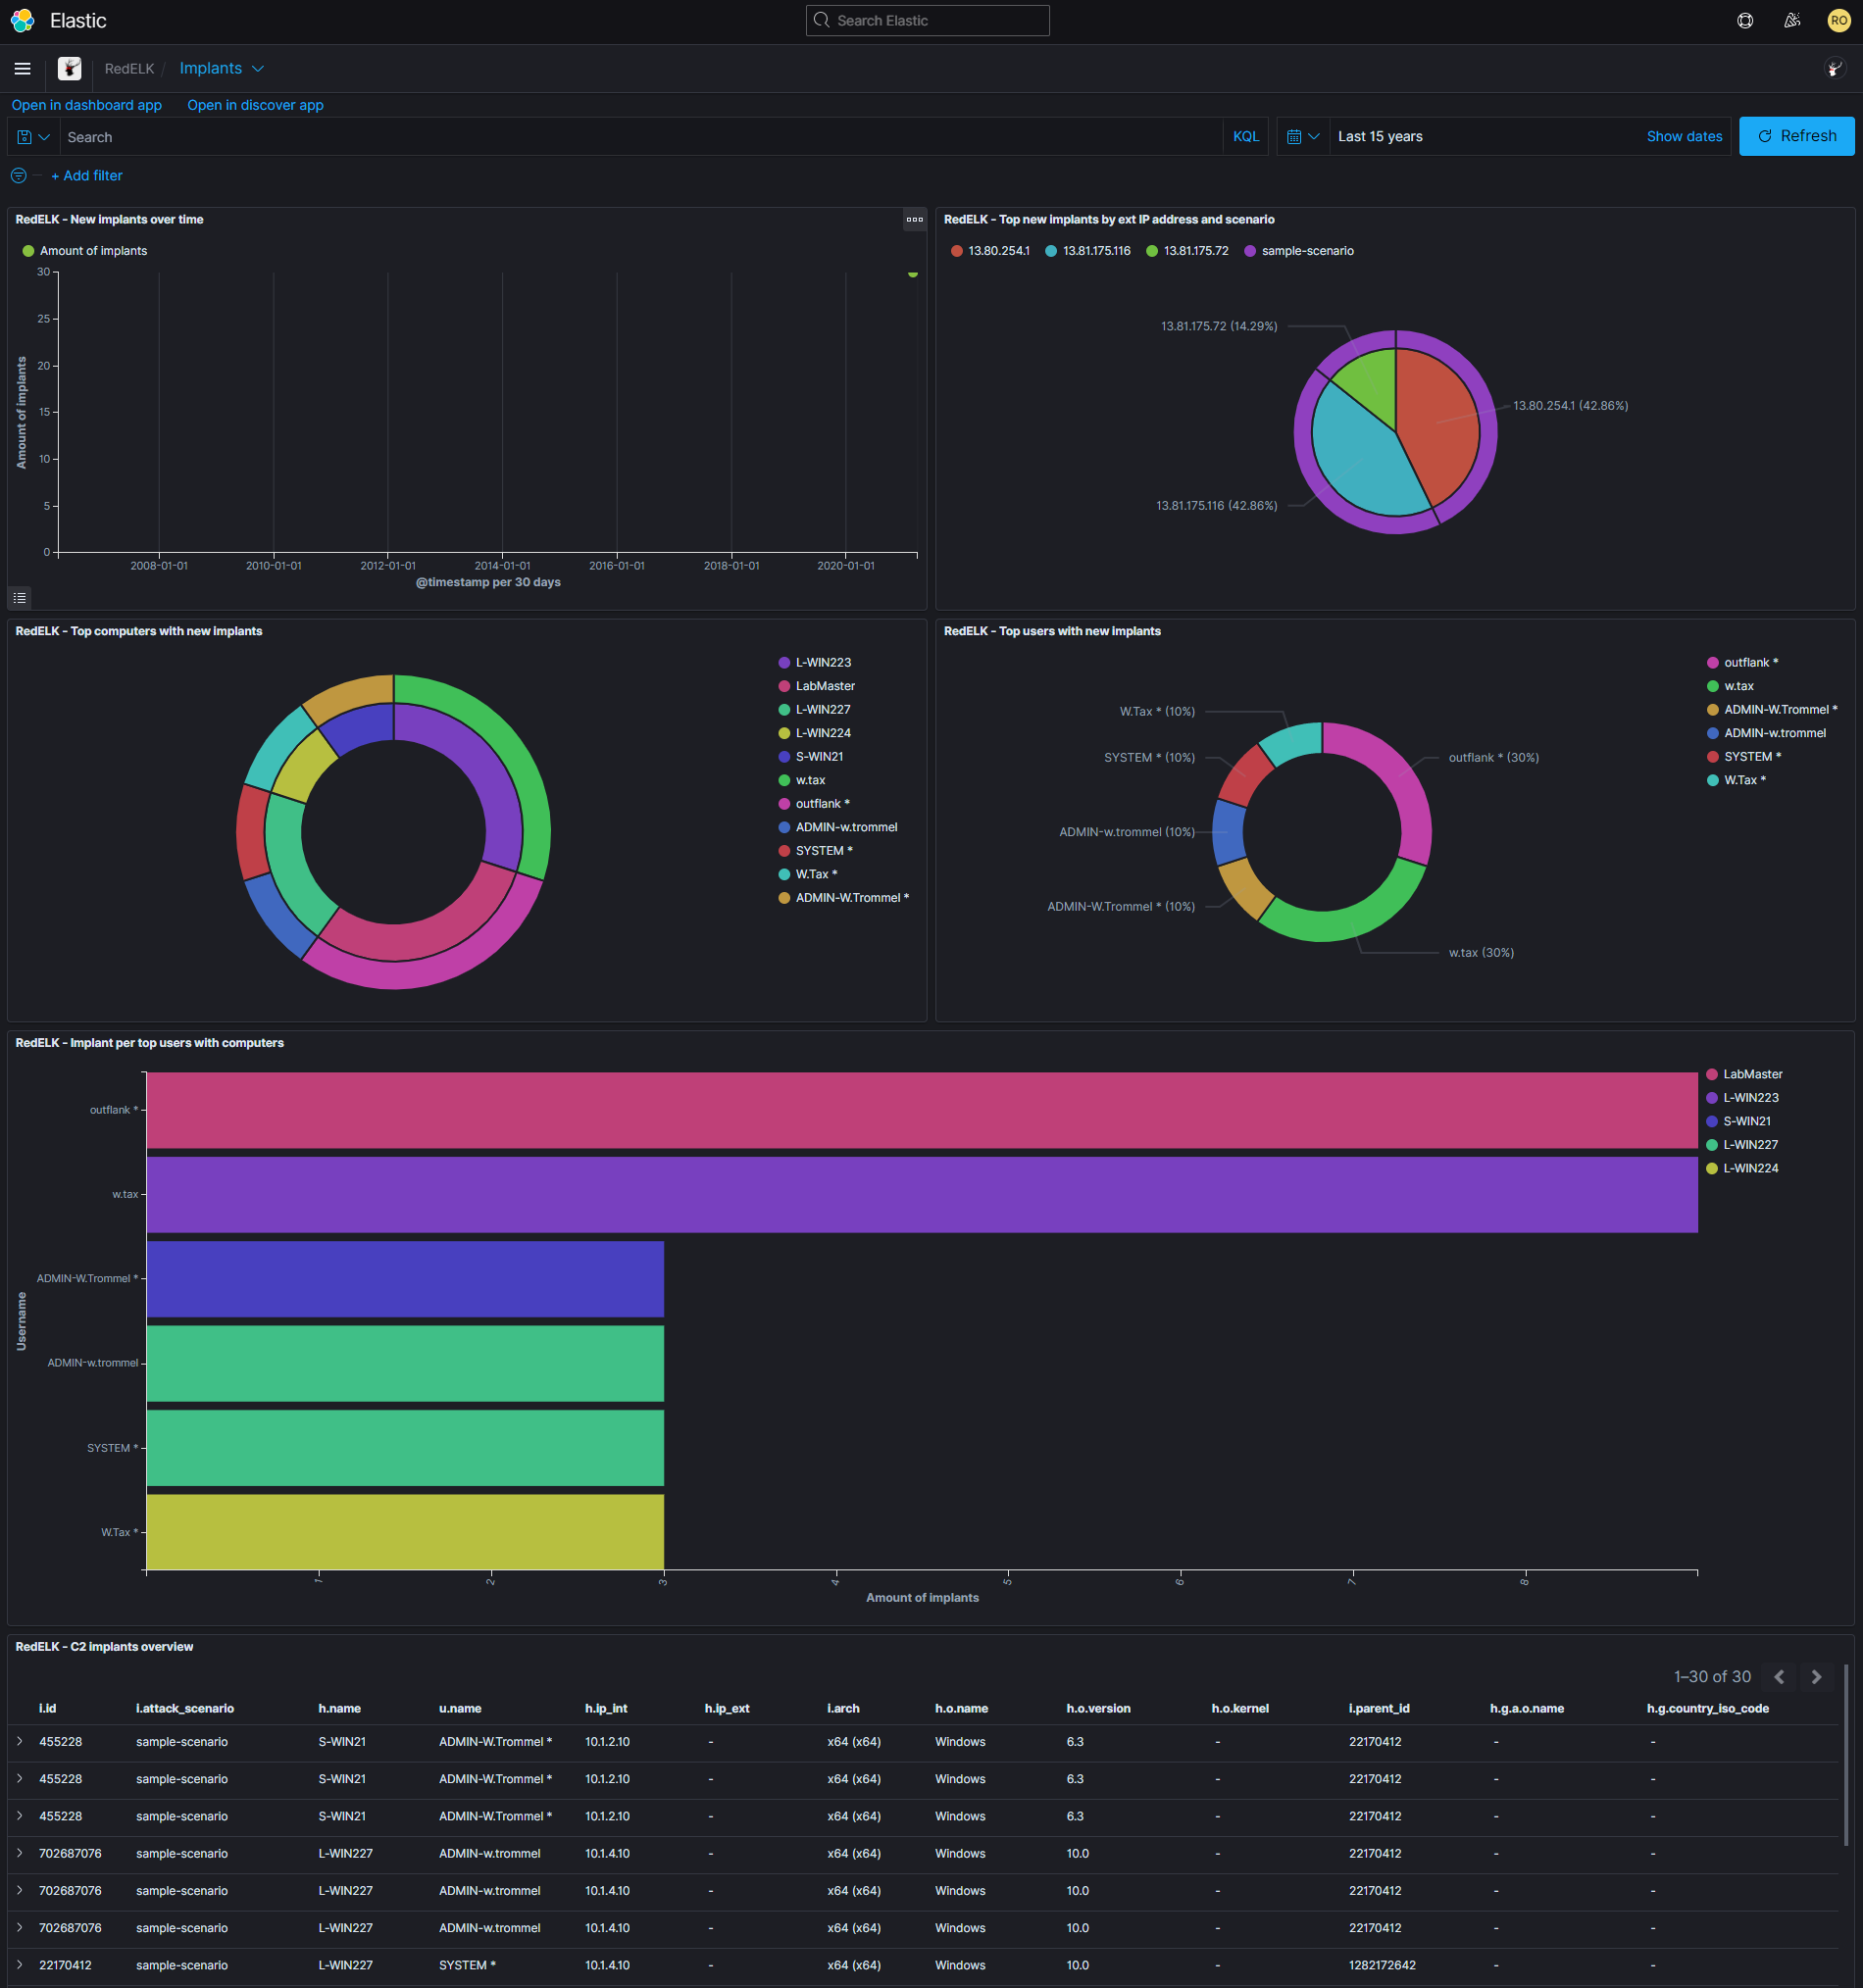 Elastic
Search Elastic
RO
RedELK / Implants
Open in dashboard app Open in discover app
Search KQL Last 15 years Show dates Refresh
+ Add filter
RedELK - New implants over time
Amount of implants
30
25
20
15
10
5
0
Amount of implants
2008-01-01 2010-01-01 2012-01-01 2014-01-01 2016-01-01 2018-01-01 2020-01-01
@timestamp per 30 days
RedELK - Top new implants by ext IP address and scenario
13.80.254.1 13.81.175.116 13.81.175.72 sample-scenario
13.81.175.72 (14.29%)
13.80.254.1 (42.86%)
13.81.175.116 (42.86%)
RedELK - Top computers with new implants
L-WIN223
LabMaster
L-WIN227
L-WIN224
S-WIN21
w.tax
outflank *
ADMIN-w.trommel
SYSTEM *
W.Tax *
ADMIN-W.Trommel *
RedELK - Top users with new implants
W.Tax * (10%)
SYSTEM * (10%)
outflank * (30%)
ADMIN-w.trommel (10%)
ADMIN-W.Trommel * (10%)
w.tax (30%)
outflank *
w.tax
ADMIN-W.Trommel *
ADMIN-w.trommel
SYSTEM *
W.Tax *
RedELK - Implant per top users with computers
Username
outflank *
w.tax
ADMIN-W.Trommel *
ADMIN-w.trommel
SYSTEM *
W.Tax *
1 2 3 4 5 6 7 8
Amount of implants
LabMaster
L-WIN223
S-WIN21
L-WIN227
L-WIN224
RedELK - C2 implants overview
1–30 of 30
i.id i.attack_scenario h.name u.name h.ip_int h.ip_ext i.arch h.o.name h.o.version h.o.kernel i.parent_id h.g.a.o.name h.g.country_iso_code
455228 sample-scenario S-WIN21 ADMIN-W.Trommel * 10.1.2.10 - x64 (x64) Windows 6.3 - 22170412 - -
455228 sample-scenario S-WIN21 ADMIN-W.Trommel * 10.1.2.10 - x64 (x64) Windows 6.3 - 22170412 - -
455228 sample-scenario S-WIN21 ADMIN-W.Trommel * 10.1.2.10 - x64 (x64) Windows 6.3 - 22170412 - -
702687076 sample-scenario L-WIN227 ADMIN-w.trommel 10.1.4.10 - x64 (x64) Windows 10.0 - 22170412 - -
702687076 sample-scenario L-WIN227 ADMIN-w.trommel 10.1.4.10 - x64 (x64) Windows 10.0 - 22170412 - -
702687076 sample-scenario L-WIN227 ADMIN-w.trommel 10.1.4.10 - x64 (x64) Windows 10.0 - 22170412 - -
22170412 sample-scenario L-WIN227 SYSTEM * 10.1.4.10 - x64 (x64) Windows 10.0 - 1282172642 - -